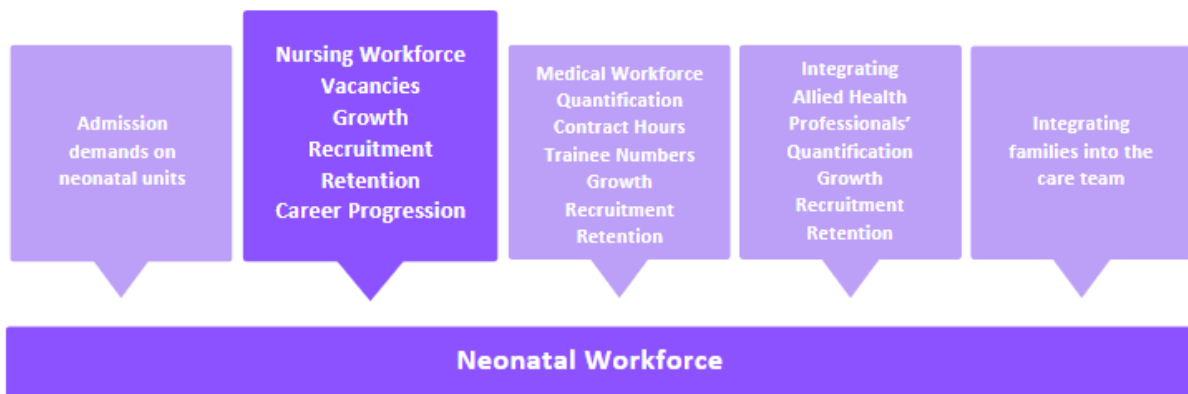 Admission
demands on
neonatal units
Nursing Workforce
Vacancies
Growth
Recruitment
Retention
Career Progression
Medical Workforce
Quantification
Contract Hours
Trainee Numbers
Growth
Recruitment
Retention
Integrating
Allied Health
Professionals’
Quantification
Growth
Recruitment
Retention
Integrating
families into the
care team
Neonatal Workforce